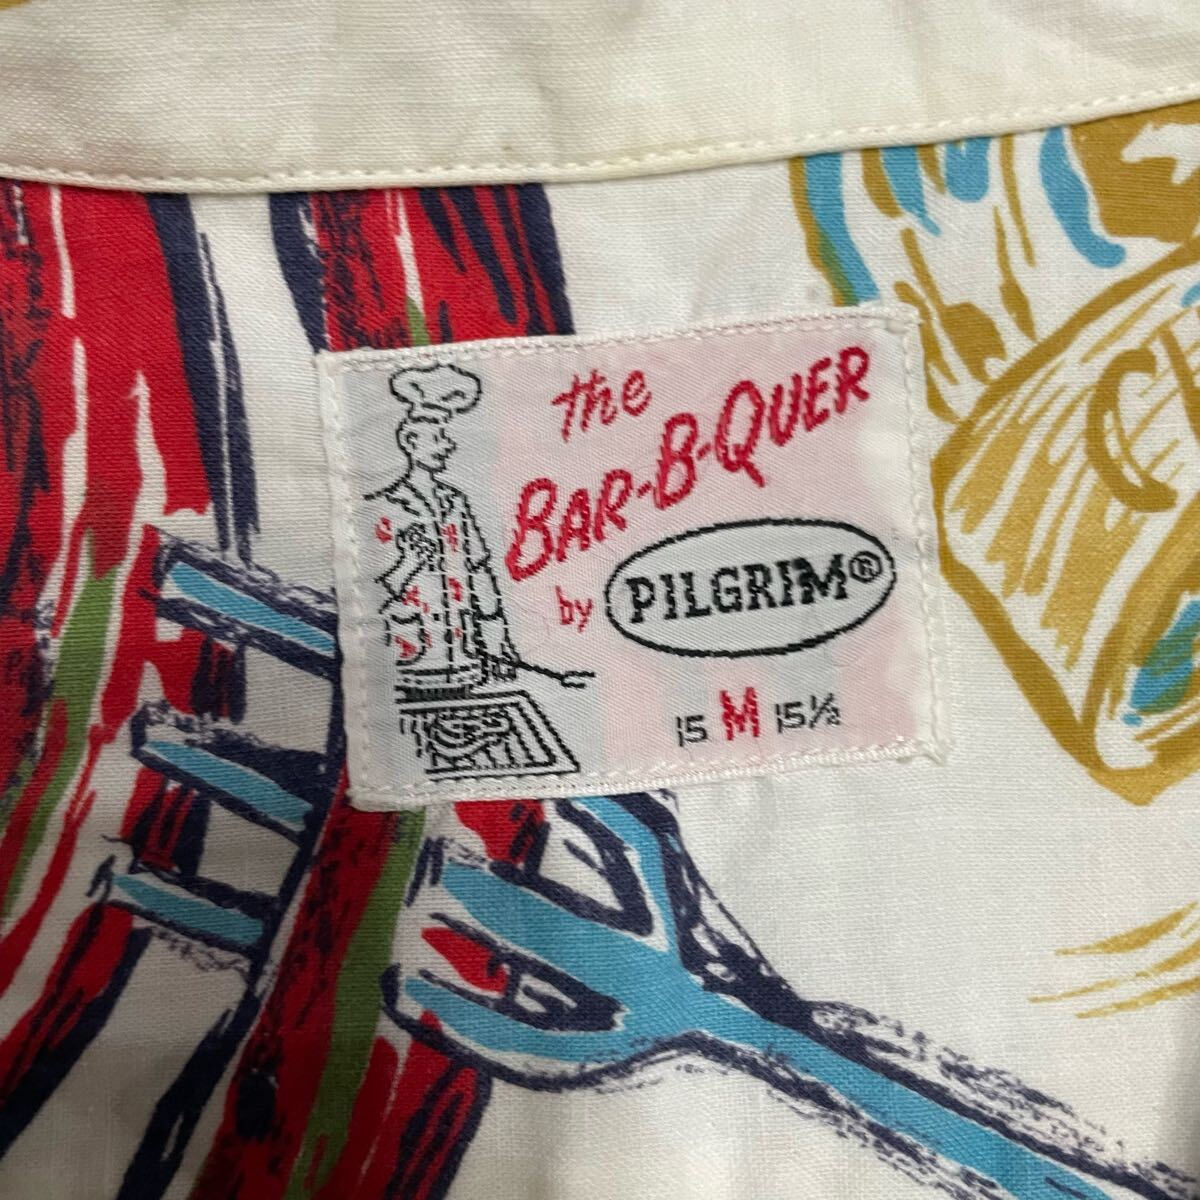 the
BAR-B-QUER
by PILGRIM®
15 M 15½